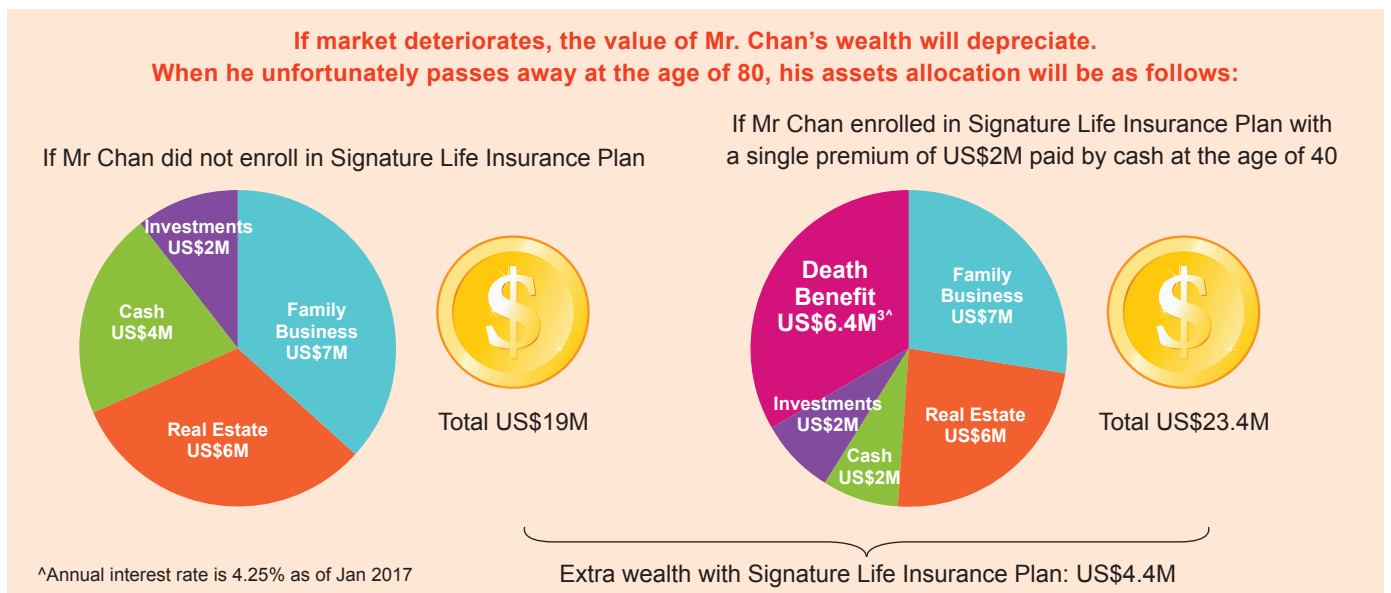 If market deteriorates, the value of Mr. Chan's wealth will depreciate.
When he unfortunately passes away at the age of 80, his assets allocation will be as follows:
If Mr Chan did not enroll in Signature Life Insurance Plan
Investments
US$2M
Cash
US$4M
Family
Business
US$7M
Real Estate
US$6M
$
Total US$19M
If Mr Chan enrolled in Signature Life Insurance Plan with
a single premium of US$2M paid by cash at the age of 40
Death
Benefit
US$6.4M³^
Family
Business
US$7M
Investments
US$2M
Cash
US$2M
Real Estate
US$6M
$
Total US$23.4M
^Annual interest rate is 4.25% as of Jan 2017
Extra wealth with Signature Life Insurance Plan: US$4.4M